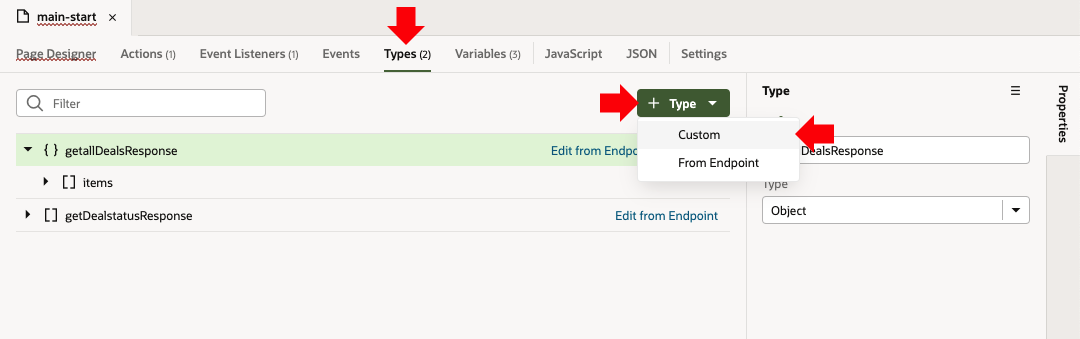 main-start
Page Designer Actions (1) Event Listeners (1) Events Types (2) Variables (3) JavaScript JSON Settings
Filter
+ Type
Custom
From Endpoint
{ } getallDealsResponse Edit from Endpo
[] items
[] getDealstatusResponse Edit from Endpoint
Type
DealsResponse
Type
Object
Properties